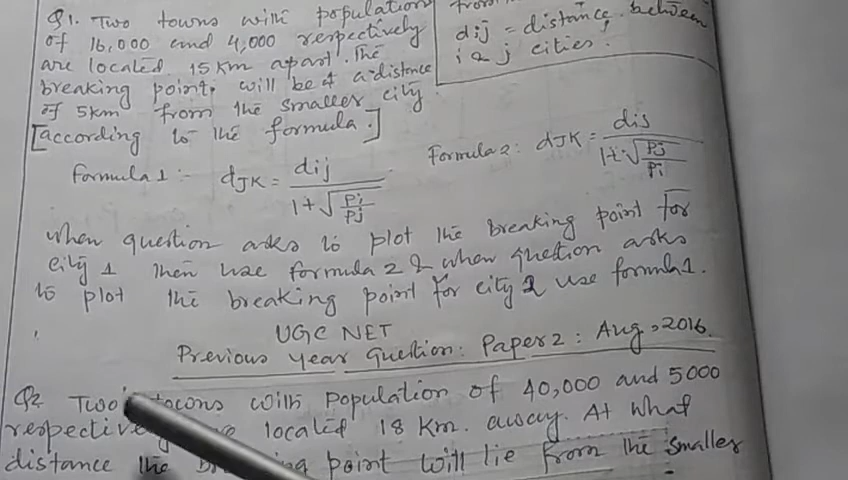 Q1. Two towns with population
of 16,000 and 4,000 respectively
are located 15 km apart. The
breaking point, will be at a distance
of 5km from the smaller city
[according to the formula.]
dij = distance between
i & j cities.
Formula 1 :- dJK = dij / 1+√Pi/Pj
Formula 2: dJK = dis / 1+√Pj/Pi
when question asks to plot the breaking point for
city 1 then use formula 2 & when question asks
to plot the breaking point for city 2 use formula 1.
UGC NET
Previous year Question: Paper 2 : Aug, 2016.
Q2 Two towns with population of 40,000 and 5000
located 18 Km. away. At what
distance the point will lie from the smaller